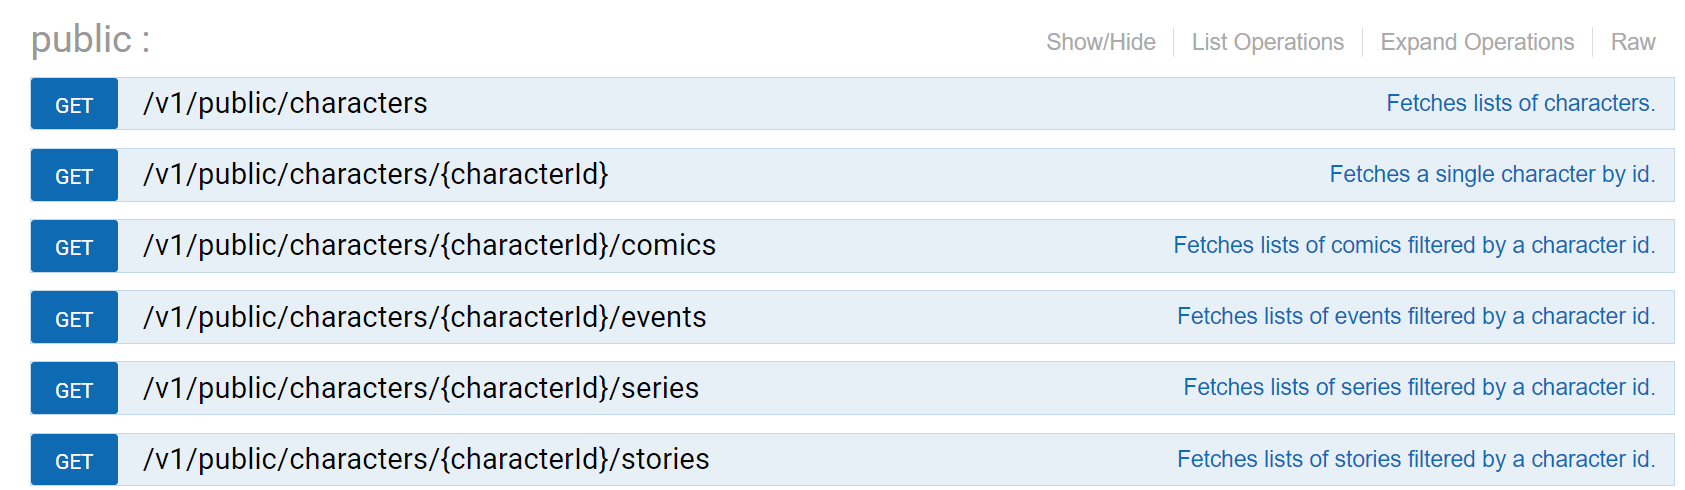 public :
Show/Hide
List Operations
Expand Operations
Raw
GET /v1/public/characters Fetches lists of characters.
GET /v1/public/characters/{characterId} Fetches a single character by id.
GET /v1/public/characters/{characterId}/comics Fetches lists of comics filtered by a character id.
GET /v1/public/characters/{characterId}/events Fetches lists of events filtered by a character id.
GET /v1/public/characters/{characterId}/series Fetches lists of series filtered by a character id.
GET /v1/public/characters/{characterId}/stories Fetches lists of stories filtered by a character id.